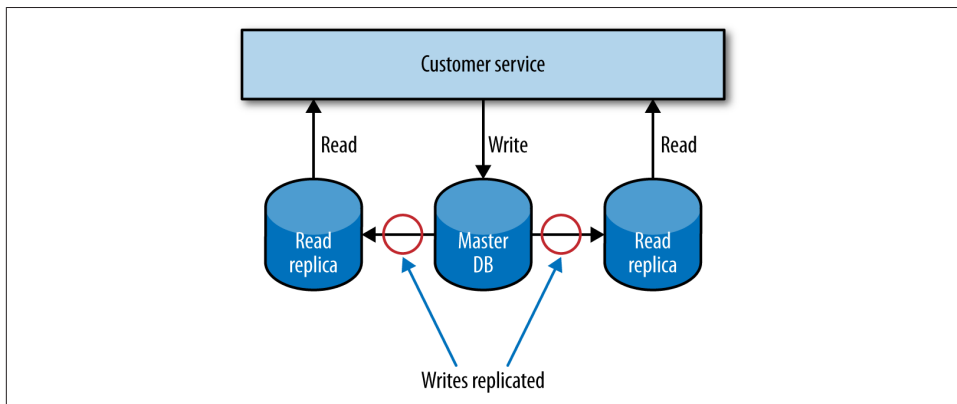 Customer service
Read
Write
Read
Read
replica
Master
DB
Read
replica
Writes replicated